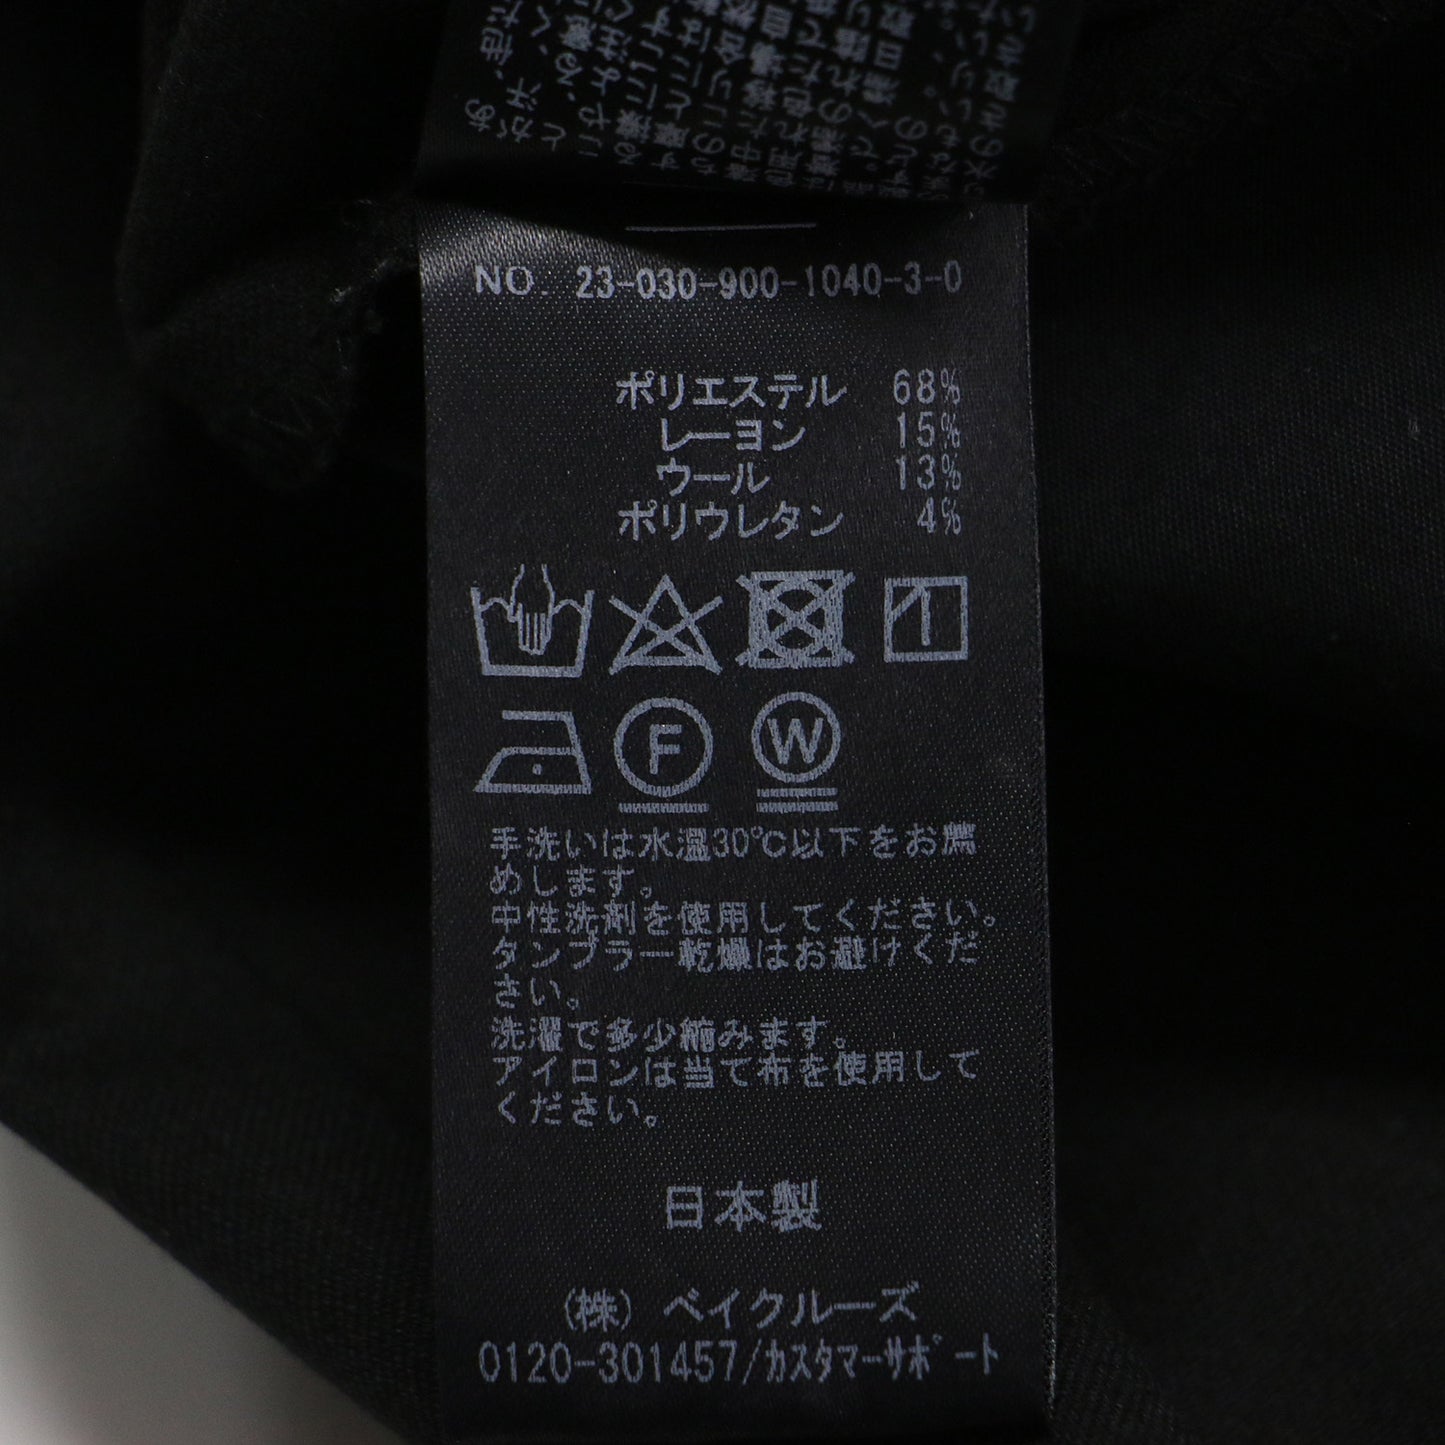 NO. 23-030-900-1040-3-0
ポリエステル 68%
レーヨン 15%
ウール 13%
ポリウレタン 4%
F W
手洗いは水温30℃以下をお薦
めします。
中性洗剤を使用してください。
タンブラー乾燥はお避けくだ
さい。
洗濯で多少縮みます。
アイロンは当て布を使用して
ください。
日本製
(株) ベイクルーズ
0120-301457/ｶｽﾀﾏｰｻﾎﾟｰﾄ